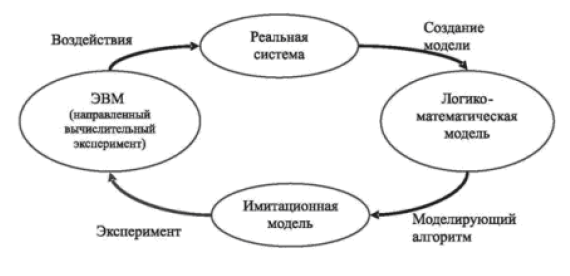 Воздействия
Реальная
система
Создание
модели
ЭВМ
(направленный
вычислительный
эксперимент)
Логико-
математическая
модель
Имитационная
модель
Эксперимент
Моделирующий
алгоритм